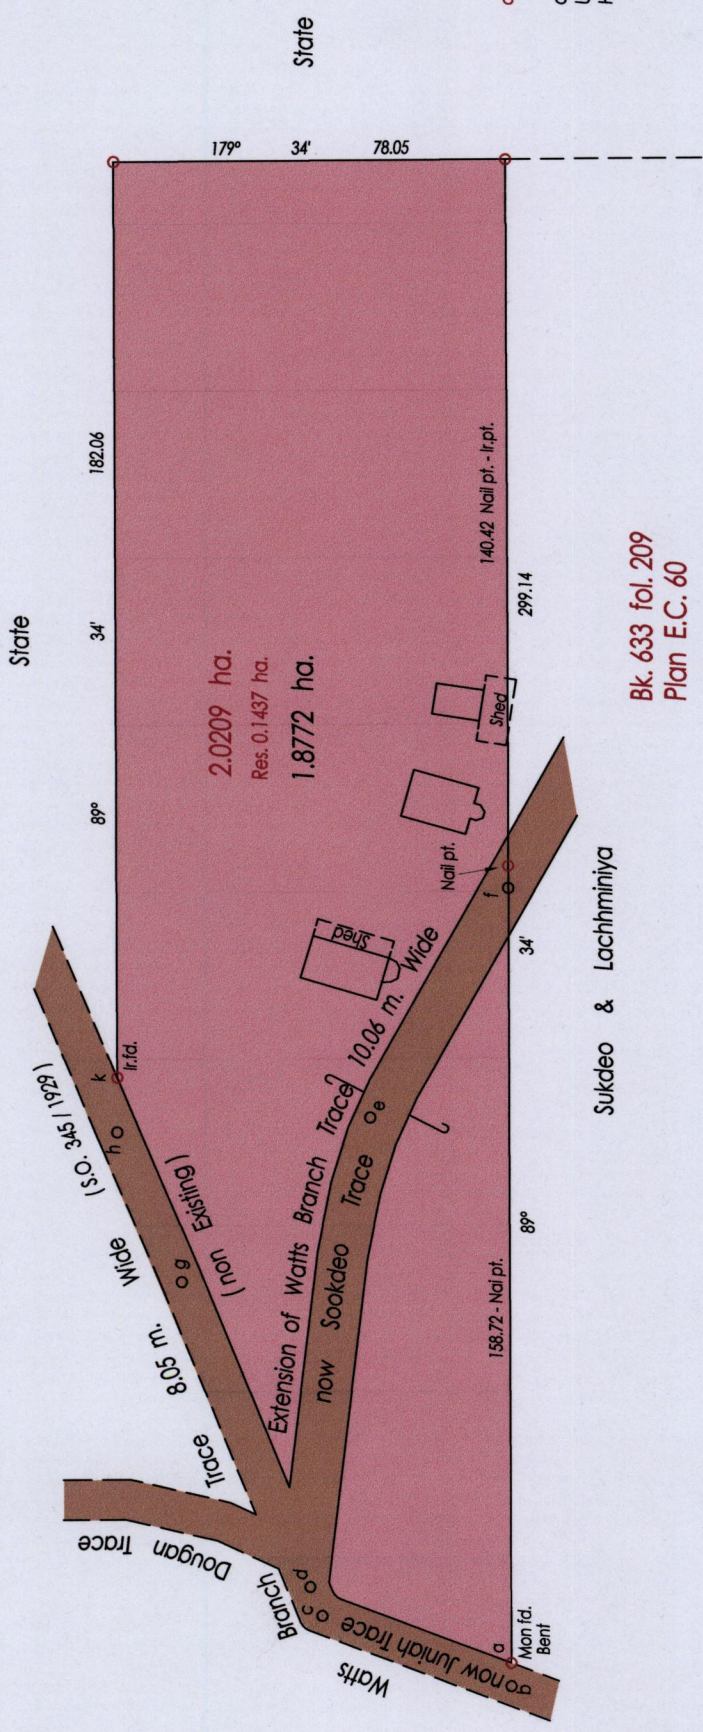 State
State
179° 34' 78.05
89° 34' 182.06
2.0209 ha.
Res. 0.1437 ha.
1.8772 ha.
140.42 Nail pt. - Ir.pt.
299.14
Bk. 633 fol. 209
Plan E.C. 60
Shed
Shed
Nail pt.
f
34'
89°
158.72 - Nai pt.
Sukdeo & Lachhminiya
k
Ir.fd.
h
g
Trace 8.05 m. Wide (S.O. 345 / 1929)
(non Existing)
Extension of Watts Branch Trace 10.06 m. Wide
now Sookdeo Trace
e
Dougan Trace
Watts Branch
d
c
now Juniah Trace
b
a
Mon fd.
Bent